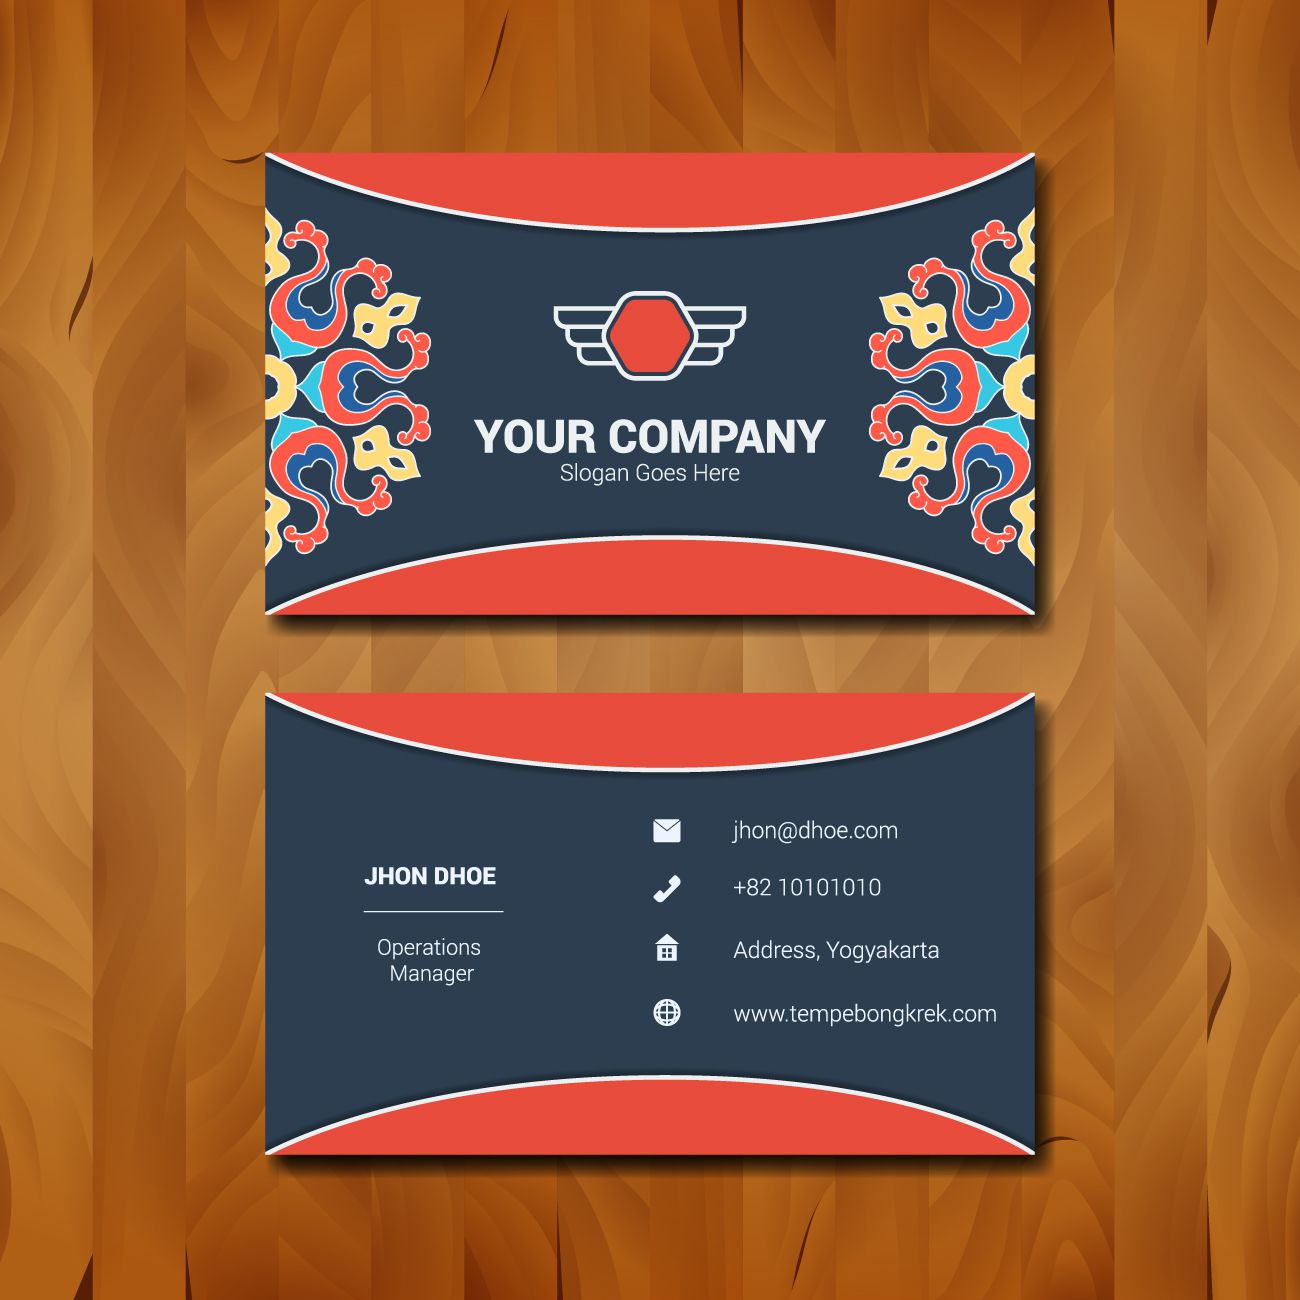 YOUR COMPANY
Slogan Goes Here
JHON DHOE
Operations
Manager
jhon@dhoe.com
+82 10101010
Address, Yogyakarta
www.tempebongkrek.com